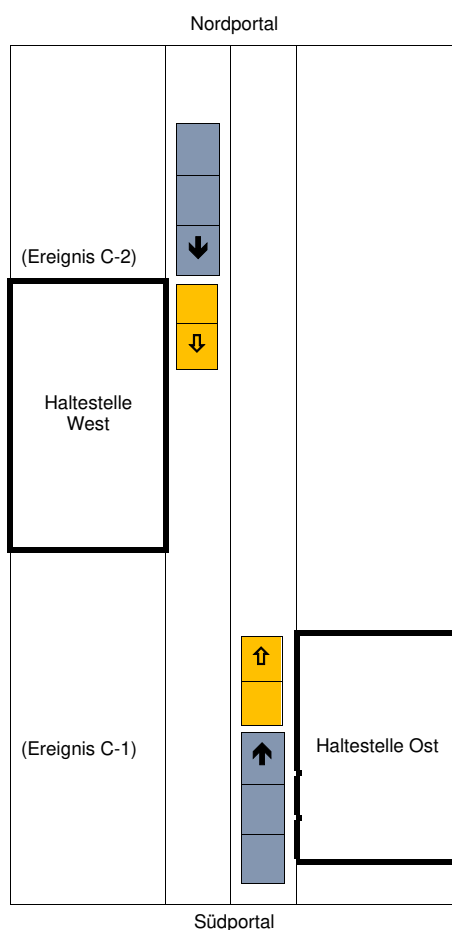 Nordportal
(Ereignis C-2)
Haltestelle
West
(Ereignis C-1)
Haltestelle Ost
Südportal